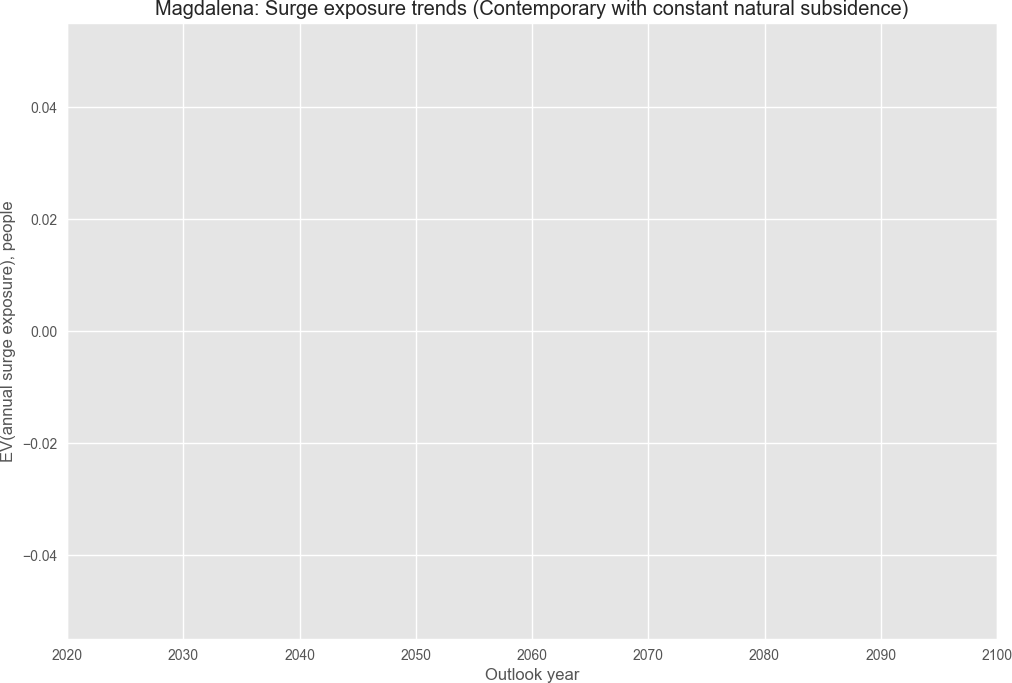 Magdalena: Surge exposure trends (Contemporary with constant natural subsidence)
EV(annual surge exposure), people
0.04
0.02
0.00
−0.02
−0.04
2020 2030 2040 2050 2060 2070 2080 2090 2100
Outlook year